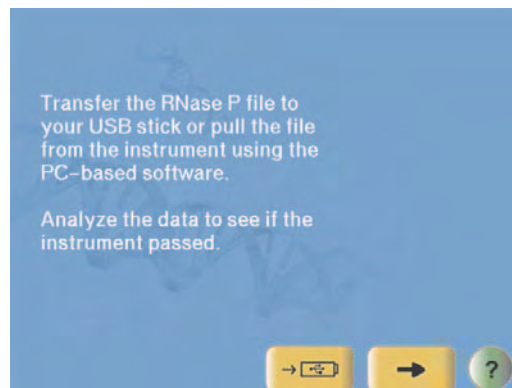 Transfer the RNase P file to
your USB stick or pull the file
from the instrument using the
PC-based software.
Analyze the data to see if the
instrument passed.
?